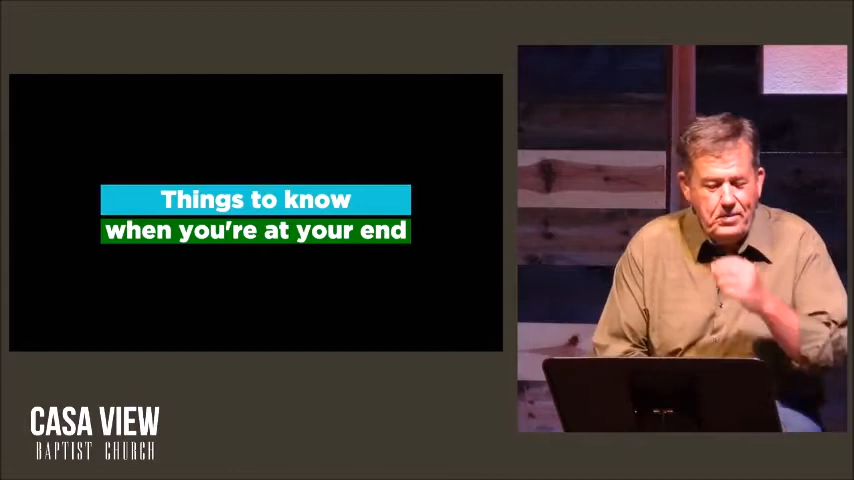 Things to know
when you're at your end
CASA VIEW
BAPTIST CHURCH